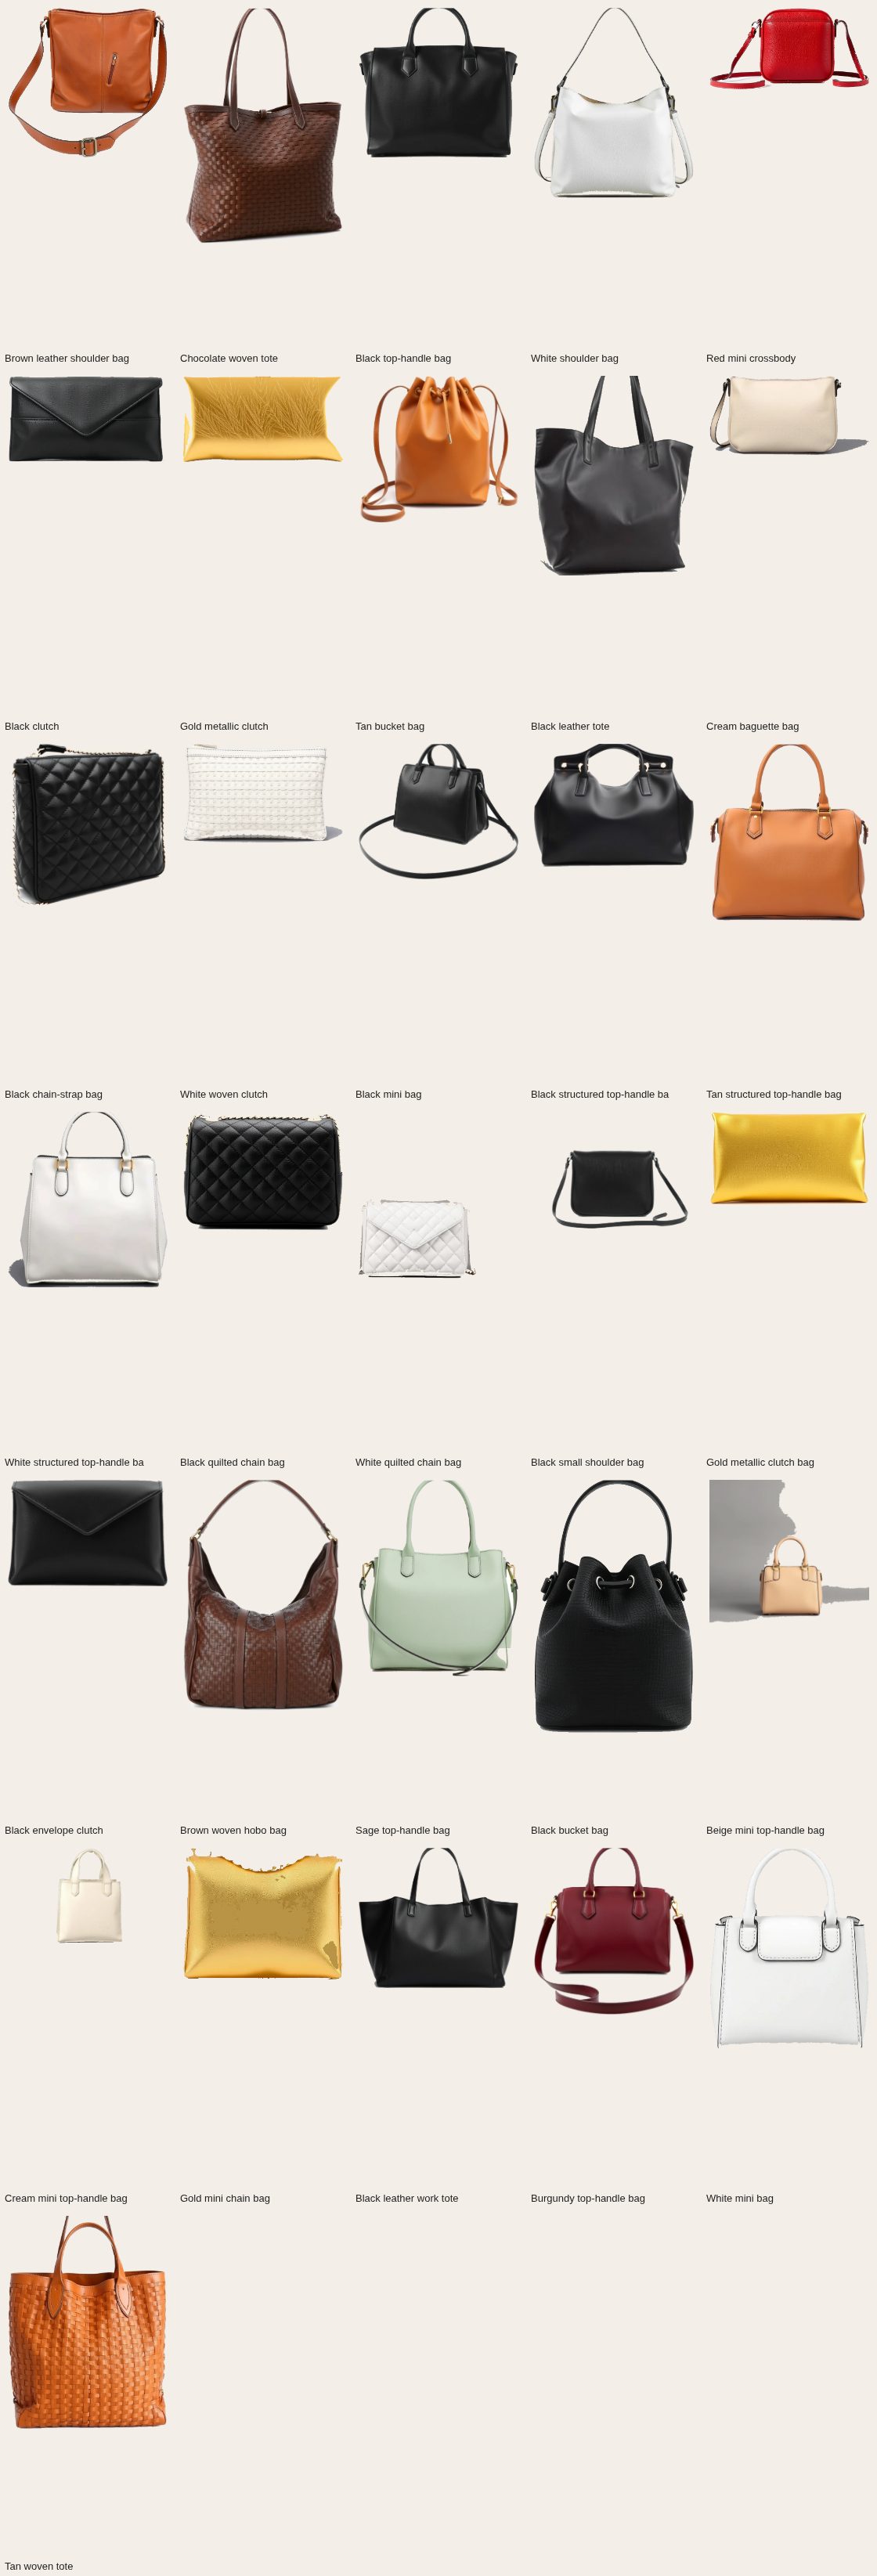 Brown leather shoulder bag
Chocolate woven tote
Black top-handle bag
White shoulder bag
Red mini crossbody
Black clutch
Gold metallic clutch
Tan bucket bag
Black leather tote
Cream baguette bag
Black chain-strap bag
White woven clutch
Black mini bag
Black structured top-handle ba
Tan structured top-handle bag
White structured top-handle ba
Black quilted chain bag
White quilted chain bag
Black small shoulder bag
Gold metallic clutch bag
Black envelope clutch
Brown woven hobo bag
Sage top-handle bag
Black bucket bag
Beige mini top-handle bag
Cream mini top-handle bag
Gold mini chain bag
Black leather work tote
Burgundy top-handle bag
White mini bag
Tan woven tote